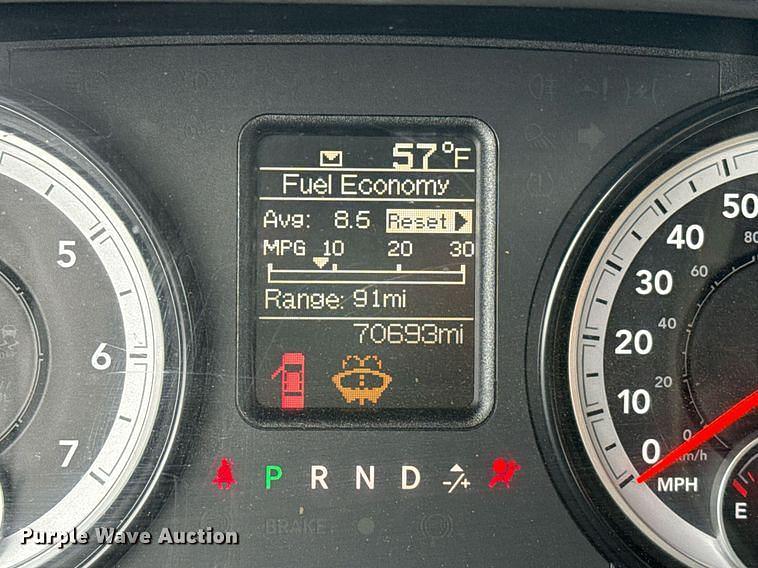 57°F
Fuel Economy
Avg: 8.5 Reset
MPG 10 20 30
Range: 91mi
70693mi
P R N D -/+
BRAKE
5
6
7
50
40
30
20
10
0
MPH
80
60
40
20
0
km/h
E
Purple Wave Auction